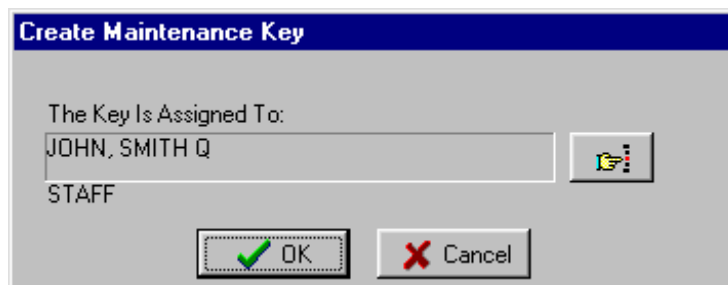 Create Maintenance Key
The Key Is Assigned To:
JOHN, SMITH Q
STAFF
OK
Cancel